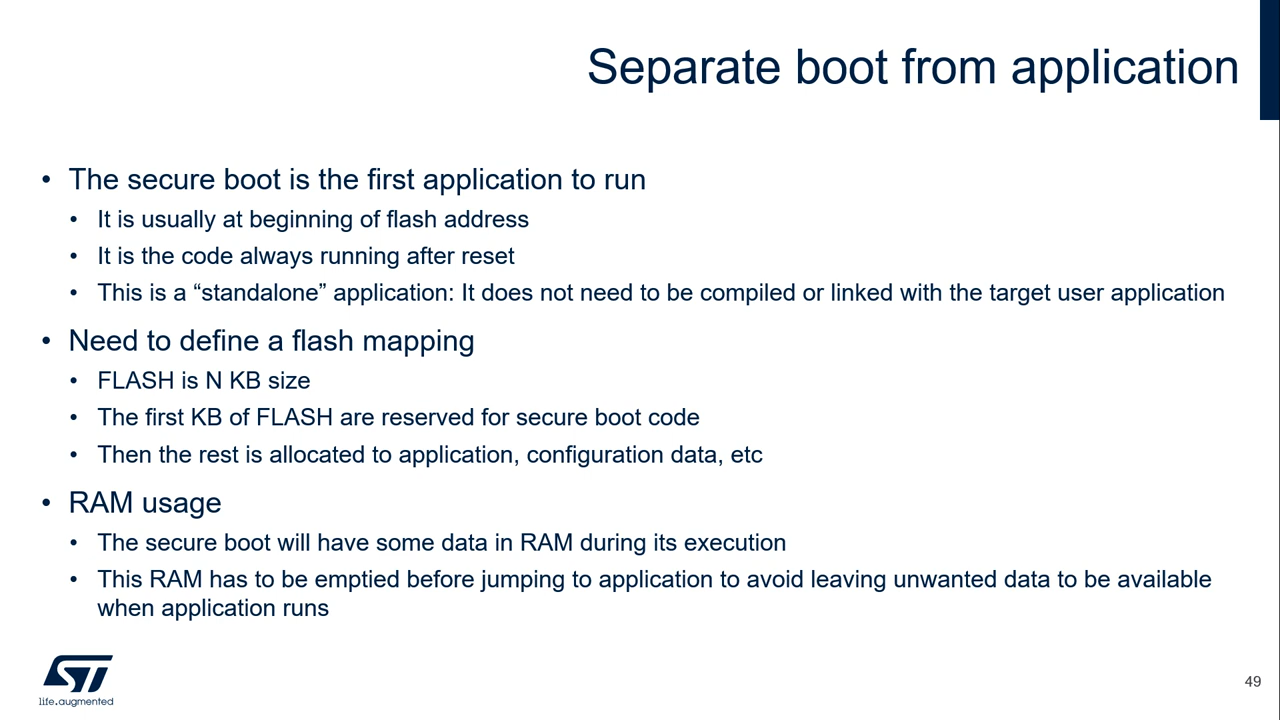 Separate boot from application
• The secure boot is the first application to run
• It is usually at beginning of flash address
• It is the code always running after reset
• This is a “standalone” application: It does not need to be compiled or linked with the target user application
• Need to define a flash mapping
• FLASH is N KB size
• The first KB of FLASH are reserved for secure boot code
• Then the rest is allocated to application, configuration data, etc
• RAM usage
• The secure boot will have some data in RAM during its execution
• This RAM has to be emptied before jumping to application to avoid leaving unwanted data to be available
when application runs
ST
life.augmented
49